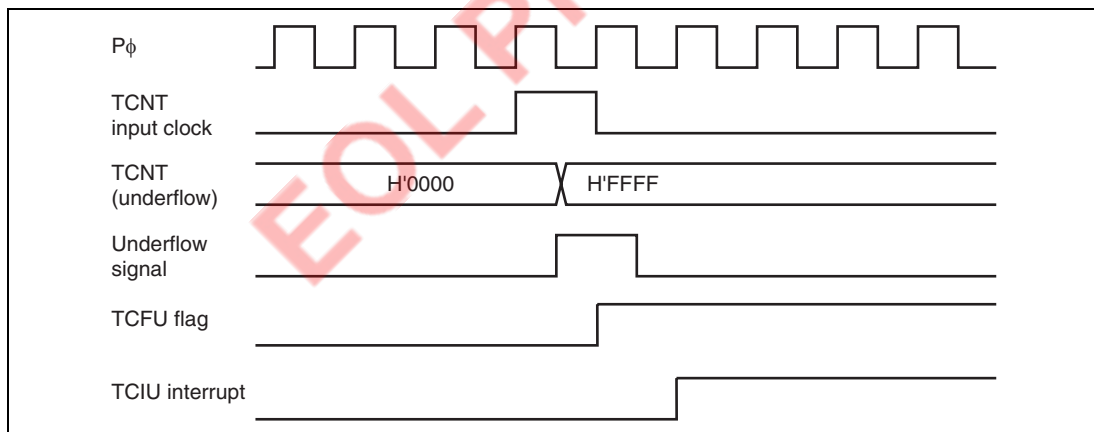 Pϕ
TCNT
input clock
TCNT
(underflow)
H'0000
H'FFFF
Underflow
signal
TCFU flag
TCIU interrupt
EOL P